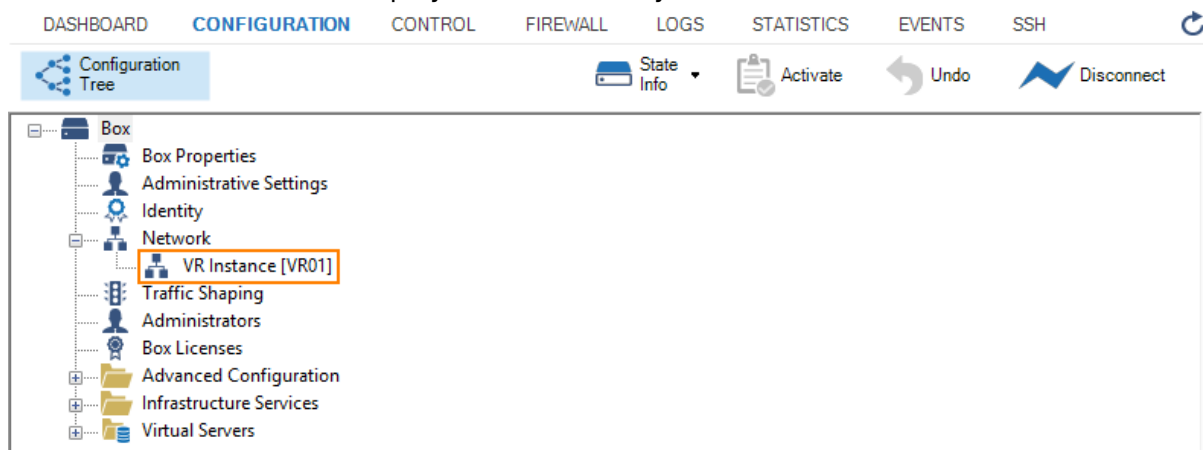 DASHBOARD CONFIGURATION CONTROL FIREWALL LOGS STATISTICS EVENTS SSH
Configuration Tree
State Info
Activate
Undo
Disconnect
Box
Box Properties
Administrative Settings
Identity
Network
VR Instance [VR01]
Traffic Shaping
Administrators
Box Licenses
Advanced Configuration
Infrastructure Services
Virtual Servers